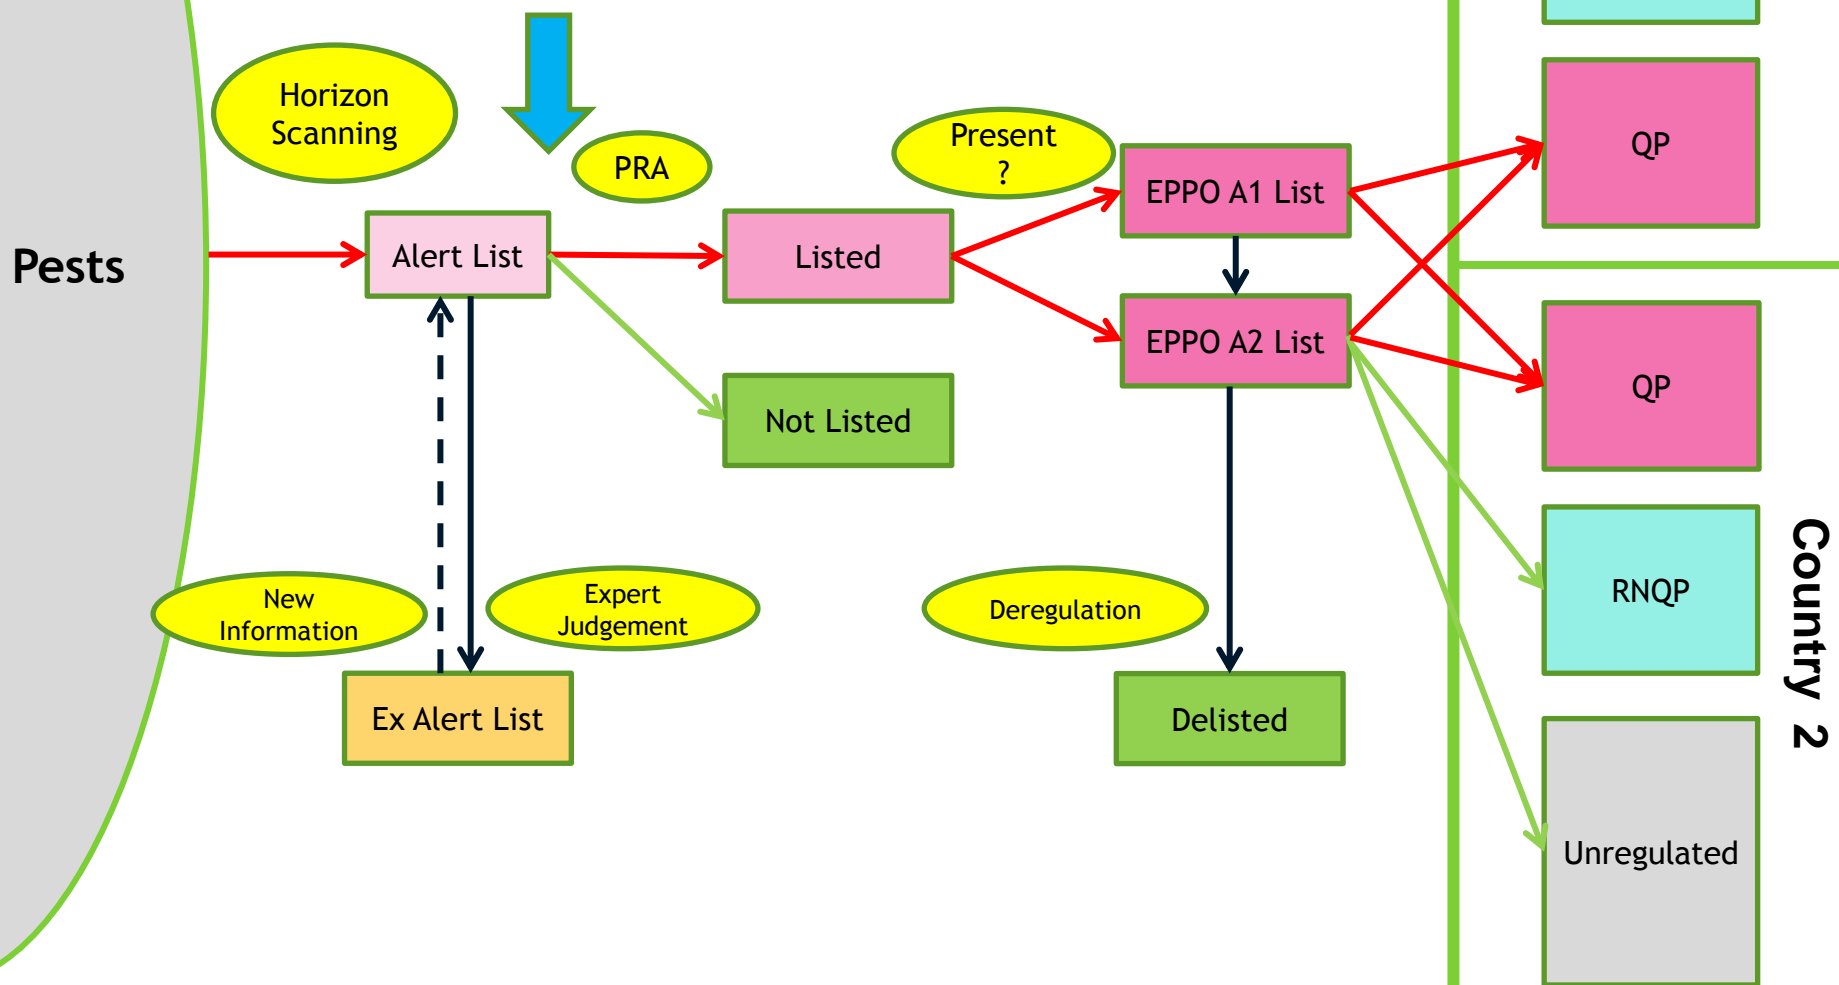 Horizon
Scanning
PRA
Present
?
EPPO A1 List
QP
Pests
Alert List
Listed
EPPO A2 List
QP
Not Listed
New
Information
Expert
Judgement
Deregulation
RNQP
Country 2
Ex Alert List
Delisted
Unregulated